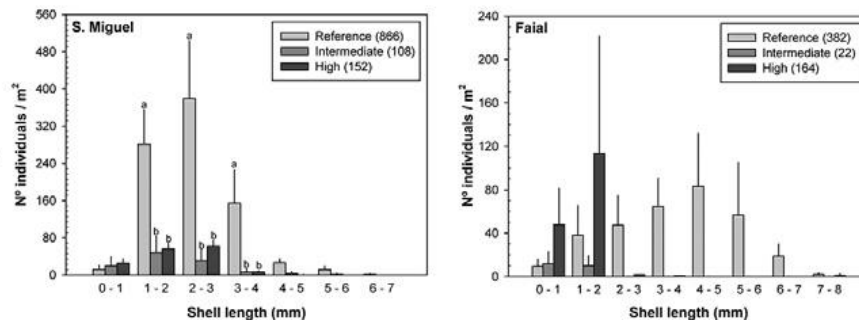 S. Miguel
Reference (866)
Intermediate (108)
High (152)
Nº individuals / m²
560
480
400
320
240
160
80
0
a
a
a
b
b
b
b
b
b
0 - 1
1 - 2
2 - 3
3 - 4
4 - 5
5 - 6
6 - 7
Shell length (mm)
Faial
Reference (382)
Intermediate (22)
High (164)
Nº individuals / m²
240
200
160
120
80
40
0
0 - 1
1 - 2
2 - 3
3 - 4
4 - 5
5 - 6
6 - 7
7 - 8
Shell length (mm)